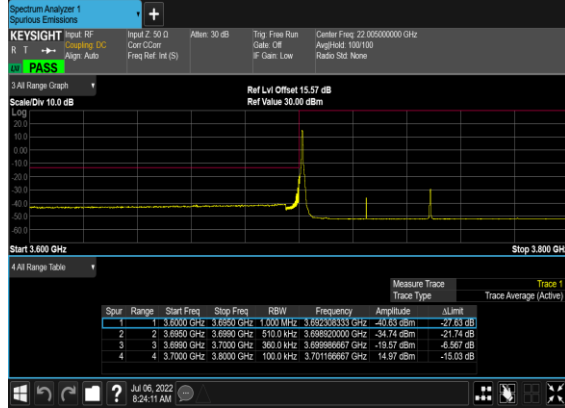 Spectrum Analyzer 1
Spurious Emissions
+
KEYSIGHT Input: RF Input Z: 50 Ω Atten: 30 dB Trig: Free Run Center Freq: 22.005000000 GHz
R T Coupling: DC Corr CCorr Gate: Off Avg|Hold: 100/100
Align: Auto Freq Ref: Int (S) IF Gain: Low Radio Std: None
PASS
3 All Range Graph
Ref Lvl Offset 15.57 dB
Scale/Div 10.0 dB Ref Value 30.00 dBm
Log
20.0
10.0
0.00
-10.0
-20.0
-30.0
-40.0
-50.0
-60.0
Start 3.600 GHz Stop 3.800 GH
4 All Range Table
Measure Trace Trace 1
Trace Type Trace Average (Active)
Spur Range Start Freq Stop Freq RBW Frequency Amplitude ΔLimit
1 1 3.6000 GHz 3.6950 GHz 1.000 MHz 3.692308333 GHz -40.63 dBm -27.63 dB
2 2 3.6950 GHz 3.6990 GHz 510.0 kHz 3.698920000 GHz -34.74 dBm -21.74 dB
3 3 3.6990 GHz 3.7000 GHz 360.0 kHz 3.699986667 GHz -19.57 dBm -6.567 dB
4 4 3.7000 GHz 3.8000 GHz 100.0 kHz 3.701166667 GHz 14.97 dBm -15.03 dB
? Jul 06, 2022
8:24:11 AM